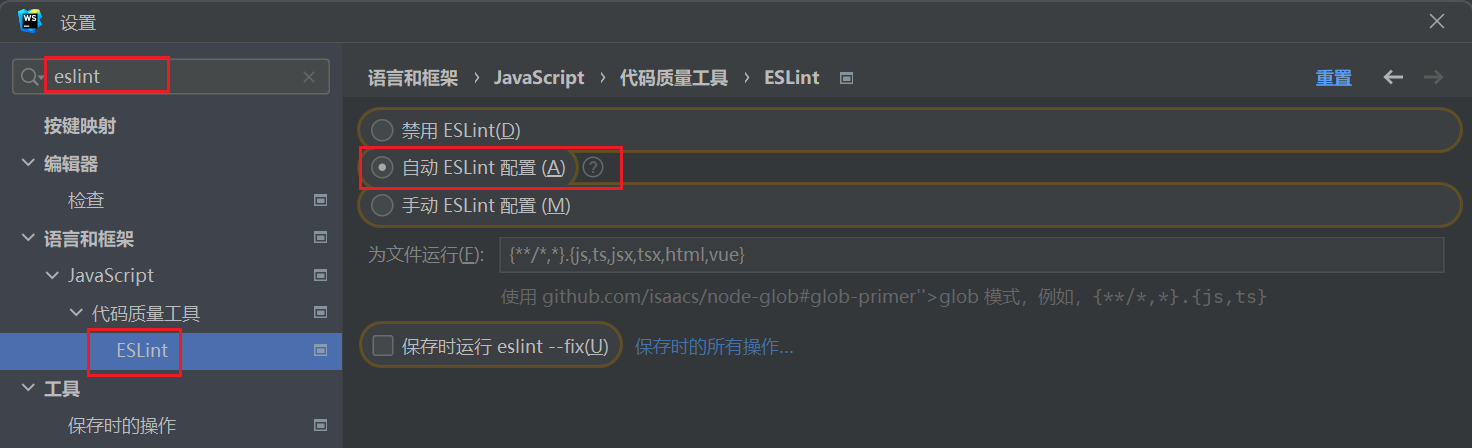 WS
设置
eslint
按键映射
编辑器
检查
语言和框架
JavaScript
代码质量工具
ESLint
工具
保存时的操作
语言和框架 › JavaScript › 代码质量工具 › ESLint
重置
禁用 ESLint(D)
自动 ESLint 配置 (A) ?
手动 ESLint 配置 (M)
为文件运行(F): {**/*,*}.{js,ts,jsx,tsx,html,vue}
使用 github.com/isaacs/node-glob#glob-primer">glob 模式，例如，{**/*,*}.{js,ts}
保存时运行 eslint --fix(U) 保存时的所有操作...